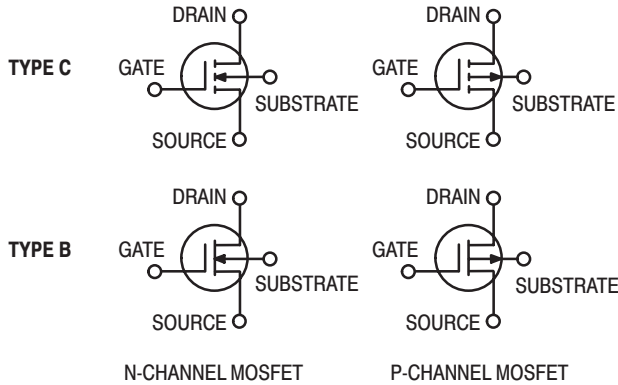 DRAIN DRAIN
TYPE C GATE GATE
SUBSTRATE SUBSTRATE
SOURCE SOURCE
DRAIN DRAIN
TYPE B GATE GATE
SUBSTRATE SUBSTRATE
SOURCE SOURCE
N-CHANNEL MOSFET P-CHANNEL MOSFET